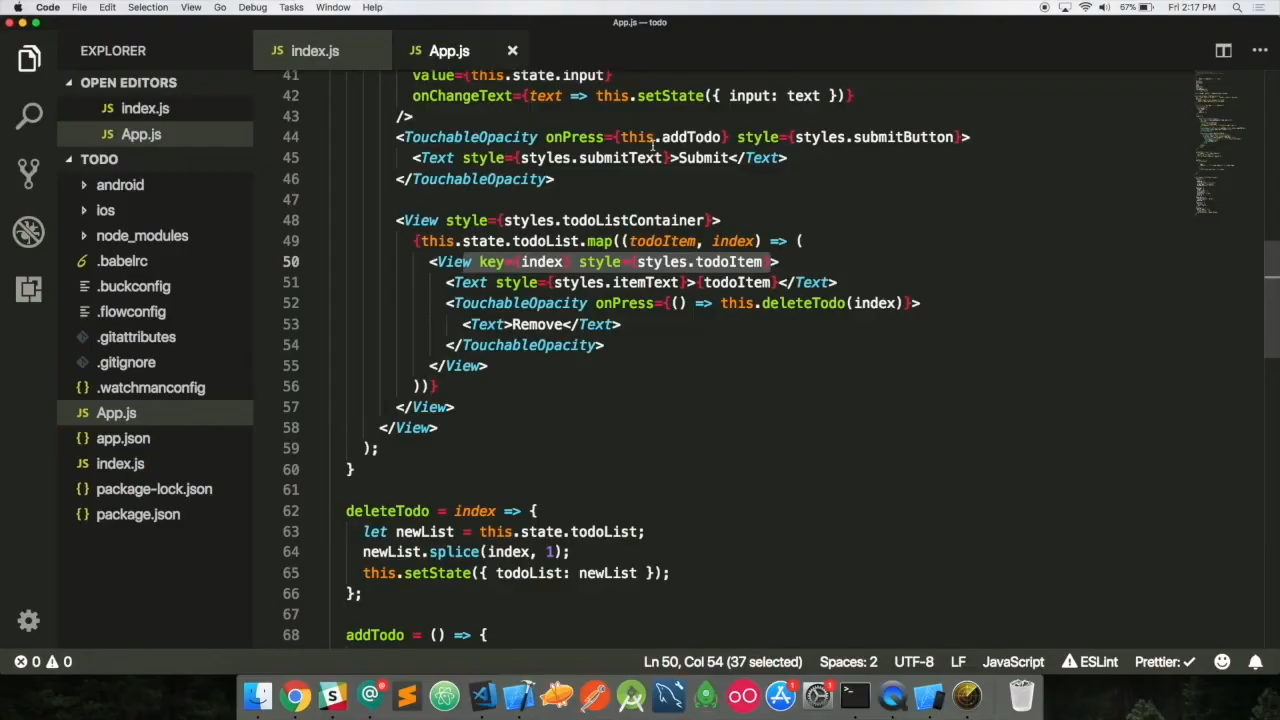 Code File Edit Selection View Go Debug Tasks Window Help 67% Fri 2:17 PM
App.js — todo
EXPLORER
JS index.js
JS App.js
OPEN EDITORS
JS index.js
JS App.js
TODO
android
ios
node_modules
.babelrc
.buckconfig
.flowconfig
.gitattributes
.gitignore
{} .watchmanconfig
JS App.js
{} app.json
JS index.js
{} package-lock.json
{} package.json
41 value={this.state.input}
42 onChangeText={text => this.setState({ input: text })}
43 />
44 <TouchableOpacity onPress={this.addTodo} style={styles.submitButton}>
45 <Text style={styles.submitText}>Submit</Text>
46 </TouchableOpacity>
47
48 <View style={styles.todoListContainer}>
49 {this.state.todoList.map((todoItem, index) => (
50 <View key={index} style={styles.todoItem}>
51 <Text style={styles.itemText}>{todoItem}</Text>
52 <TouchableOpacity onPress={() => this.deleteTodo(index)}>
53 <Text>Remove</Text>
54 </TouchableOpacity>
55 </View>
56 ))}
57 </View>
58 </View>
59 );
60 }
61
62 deleteTodo = index => {
63 let newList = this.state.todoList;
64 newList.splice(index, 1);
65 this.setState({ todoList: newList });
66 };
67
68 addTodo = () => {
0 0 Ln 50, Col 54 (37 selected) Spaces: 2 UTF-8 LF JavaScript ESLint Prettier: ✓